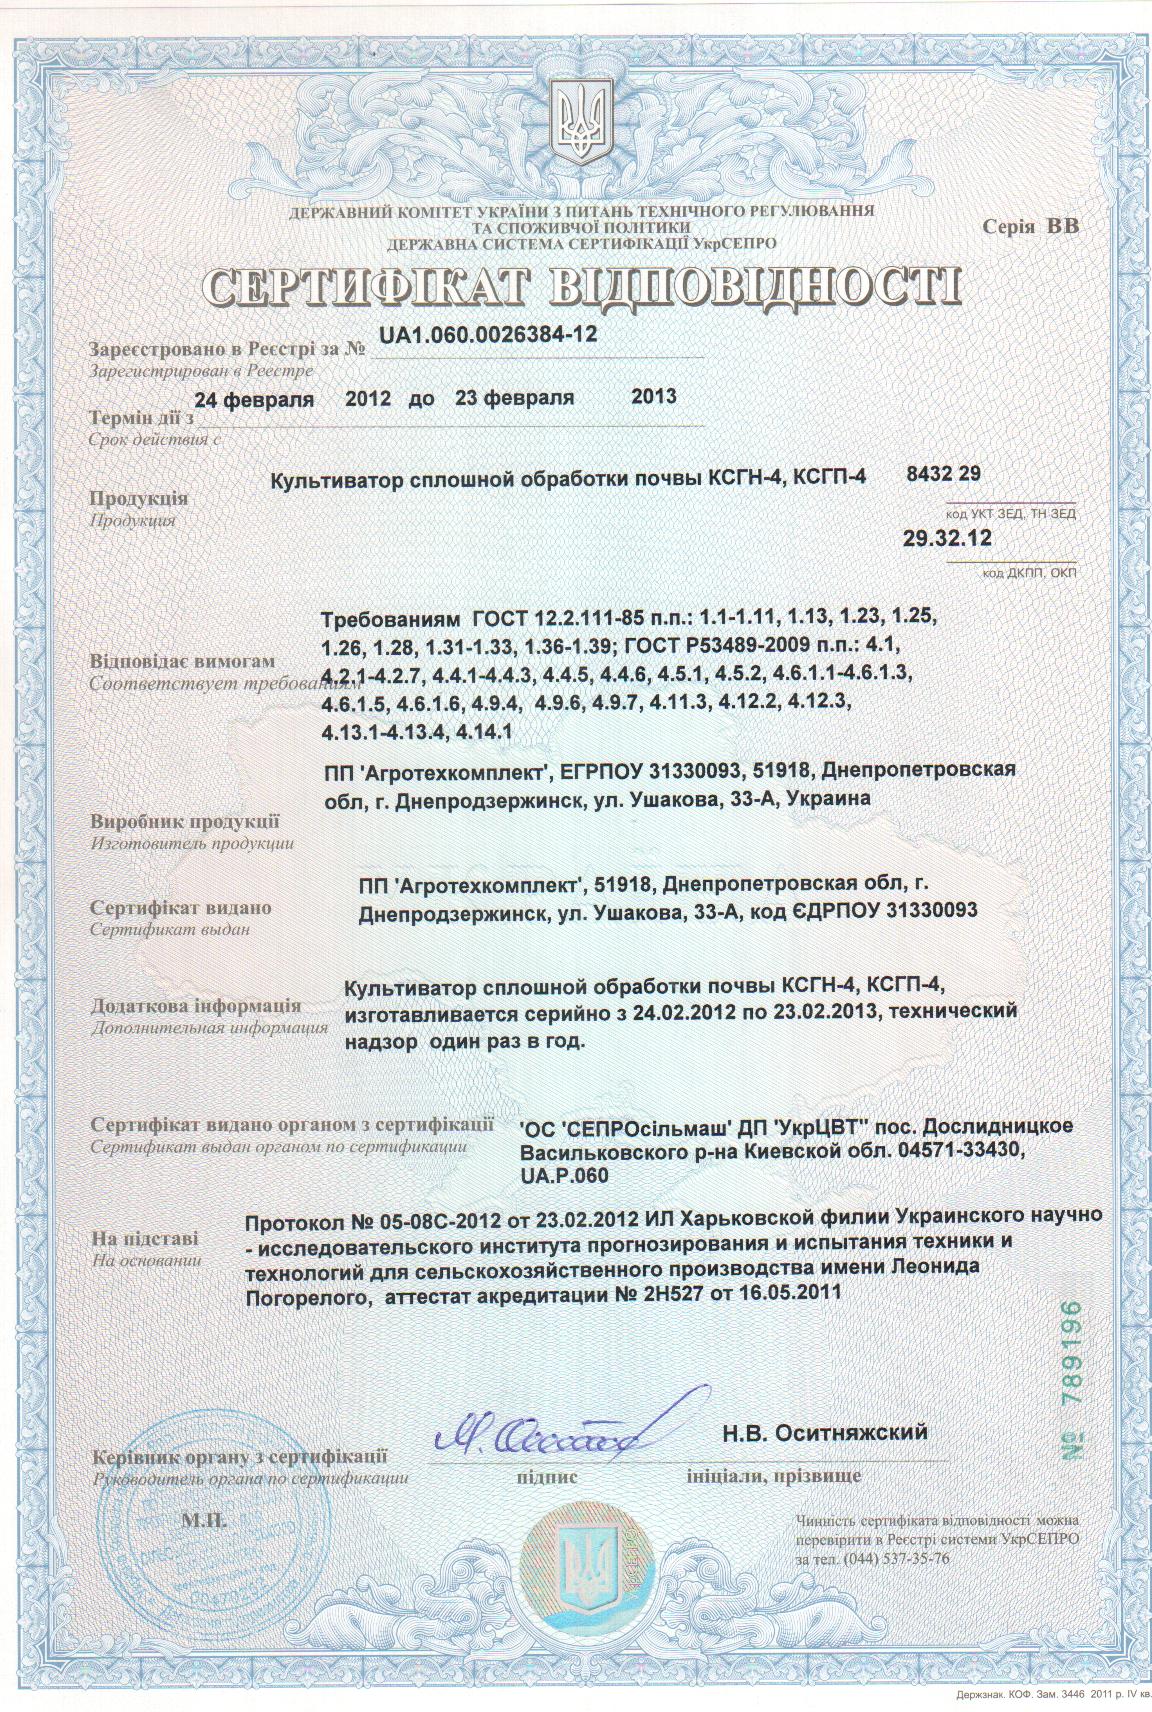 ДЕРЖАВНИЙ КОМІТЕТ УКРАЇНИ З ПИТАНЬ ТЕХНІЧНОГО РЕГУЛЮВАННЯ
ТА СПОЖИВЧОЇ ПОЛІТИКИ
ДЕРЖАВНА СИСТЕМА СЕРТИФІКАЦІЇ УкрСЕПРО
Серія ВВ
СЕРТИФІКАТ ВІДПОВІДНОСТІ
UA1.060.0026384-12
Зареєстровано в Реєстрі за №
Зарегистрирован в Реестре
24 февраля 2012 до 23 февраля 2013
Термін дії з
Срок действия с
Культиватор сплошной обработки почвы КСГН-4, КСГП-4 8432 29
Продукція
Продукция
код УКТ ЗЕД, ТН ЗЕД
29.32.12
код ДКПП, ОКП
Требованиям ГОСТ 12.2.111-85 п.п.: 1.1-1.11, 1.13, 1.23, 1.25,
1.26, 1.28, 1.31-1.33, 1.36-1.39; ГОСТ Р53489-2009 п.п.: 4.1,
Відповідає вимогам
4.2.1-4.2.7, 4.4.1-4.4.3, 4.4.5, 4.4.6, 4.5.1, 4.5.2, 4.6.1.1-4.6.1.3,
Соответствует требованиям
4.6.1.5, 4.6.1.6, 4.9.4, 4.9.6, 4.9.7, 4.11.3, 4.12.2, 4.12.3,
4.13.1-4.13.4, 4.14.1
ПП 'Агротехкомплект', ЕГРПОУ 31330093, 51918, Днепропетровская
обл, г. Днепродзержинск, ул. Ушакова, 33-А, Украина
Виробник продукції
Изготовитель продукции
ПП 'Агротехкомплект', 51918, Днепропетровская обл, г.
Днепродзержинск, ул. Ушакова, 33-А, код ЄДРПОУ 31330093
Сертифікат видано
Сертификат выдан
Культиватор сплошной обработки почвы КСГН-4, КСГП-4,
изготавливается серийно з 24.02.2012 по 23.02.2013, технический
надзор один раз в год.
Додаткова інформація
Дополнительная информация
Сертифікат видано органом з сертифікації
Сертификат выдан органом по сертификации
'ОС 'СЕПРОсільмаш' ДП 'УкрЦВТ'' пос. Дослидницкое
Васильковского р-на Киевской обл. 04571-33430,
UA.P.060
Протокол № 05-08С-2012 от 23.02.2012 ИЛ Харьковской филии Украинского научно
- исследовательского института прогнозирования и испытания техники и
технологий для сельскохозяйственного производства имени Леонида
Погорелого, аттестат акредитации № 2Н527 от 16.05.2011
На підставі
На основании
№ 789196
Н.В. Оситняжский
Керівник органу з сертифікації
Руководитель органа по сертификации
підпис
ініціали, прізвище
М.П.
Чинність сертифіката відповідності можна
перевірити в Реєстрі системи УкрСЕПРО
за тел. (044) 537-35-76
Держзнак. КОФ. Зам. 3446 2011 р. IV кв.